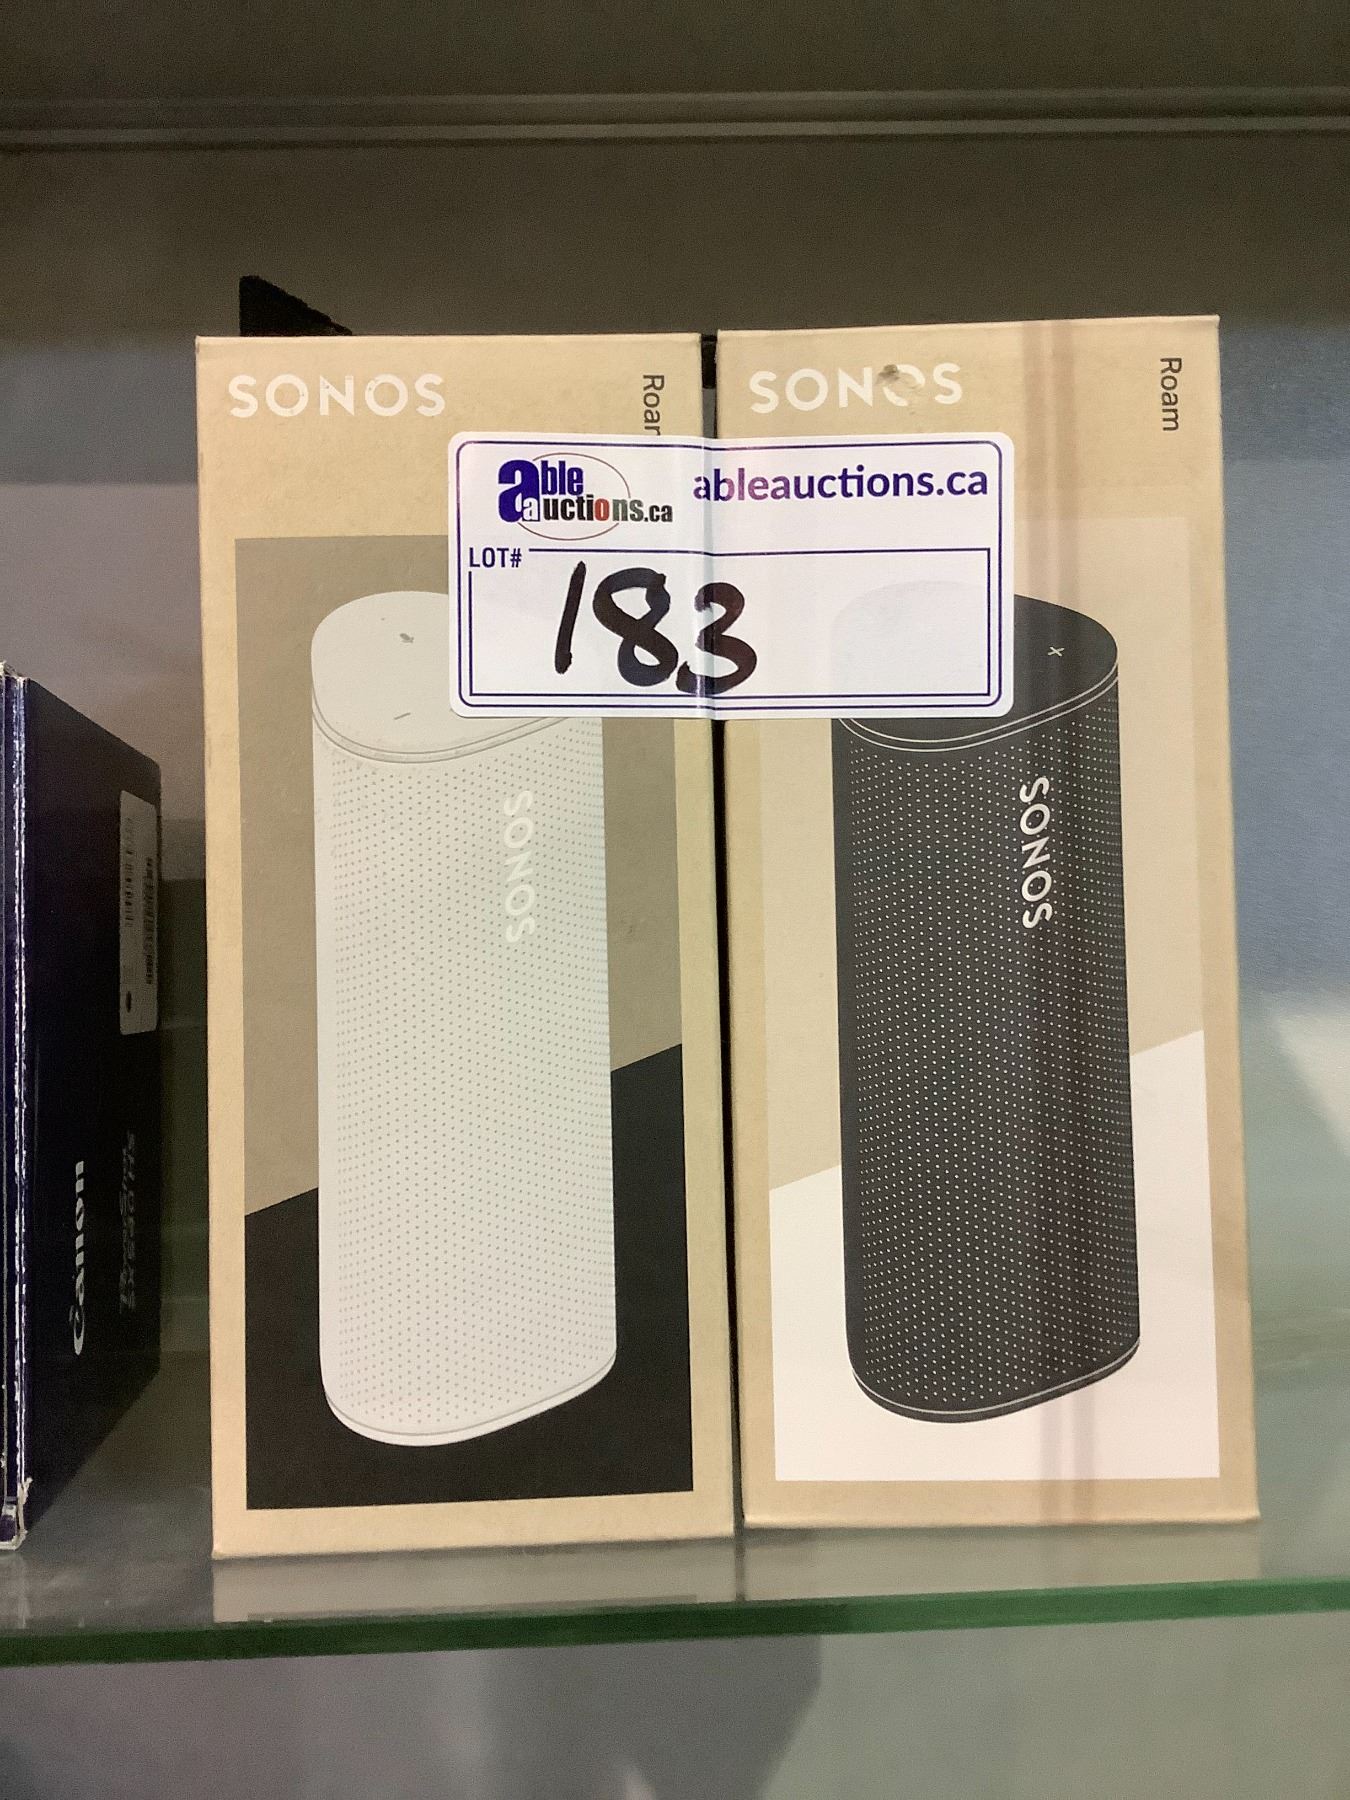 SONOS
Roam
SONOS
Roam
able
auctions.ca
ableauctions.ca
LOT#
183
SONOS
SONOS
Canon